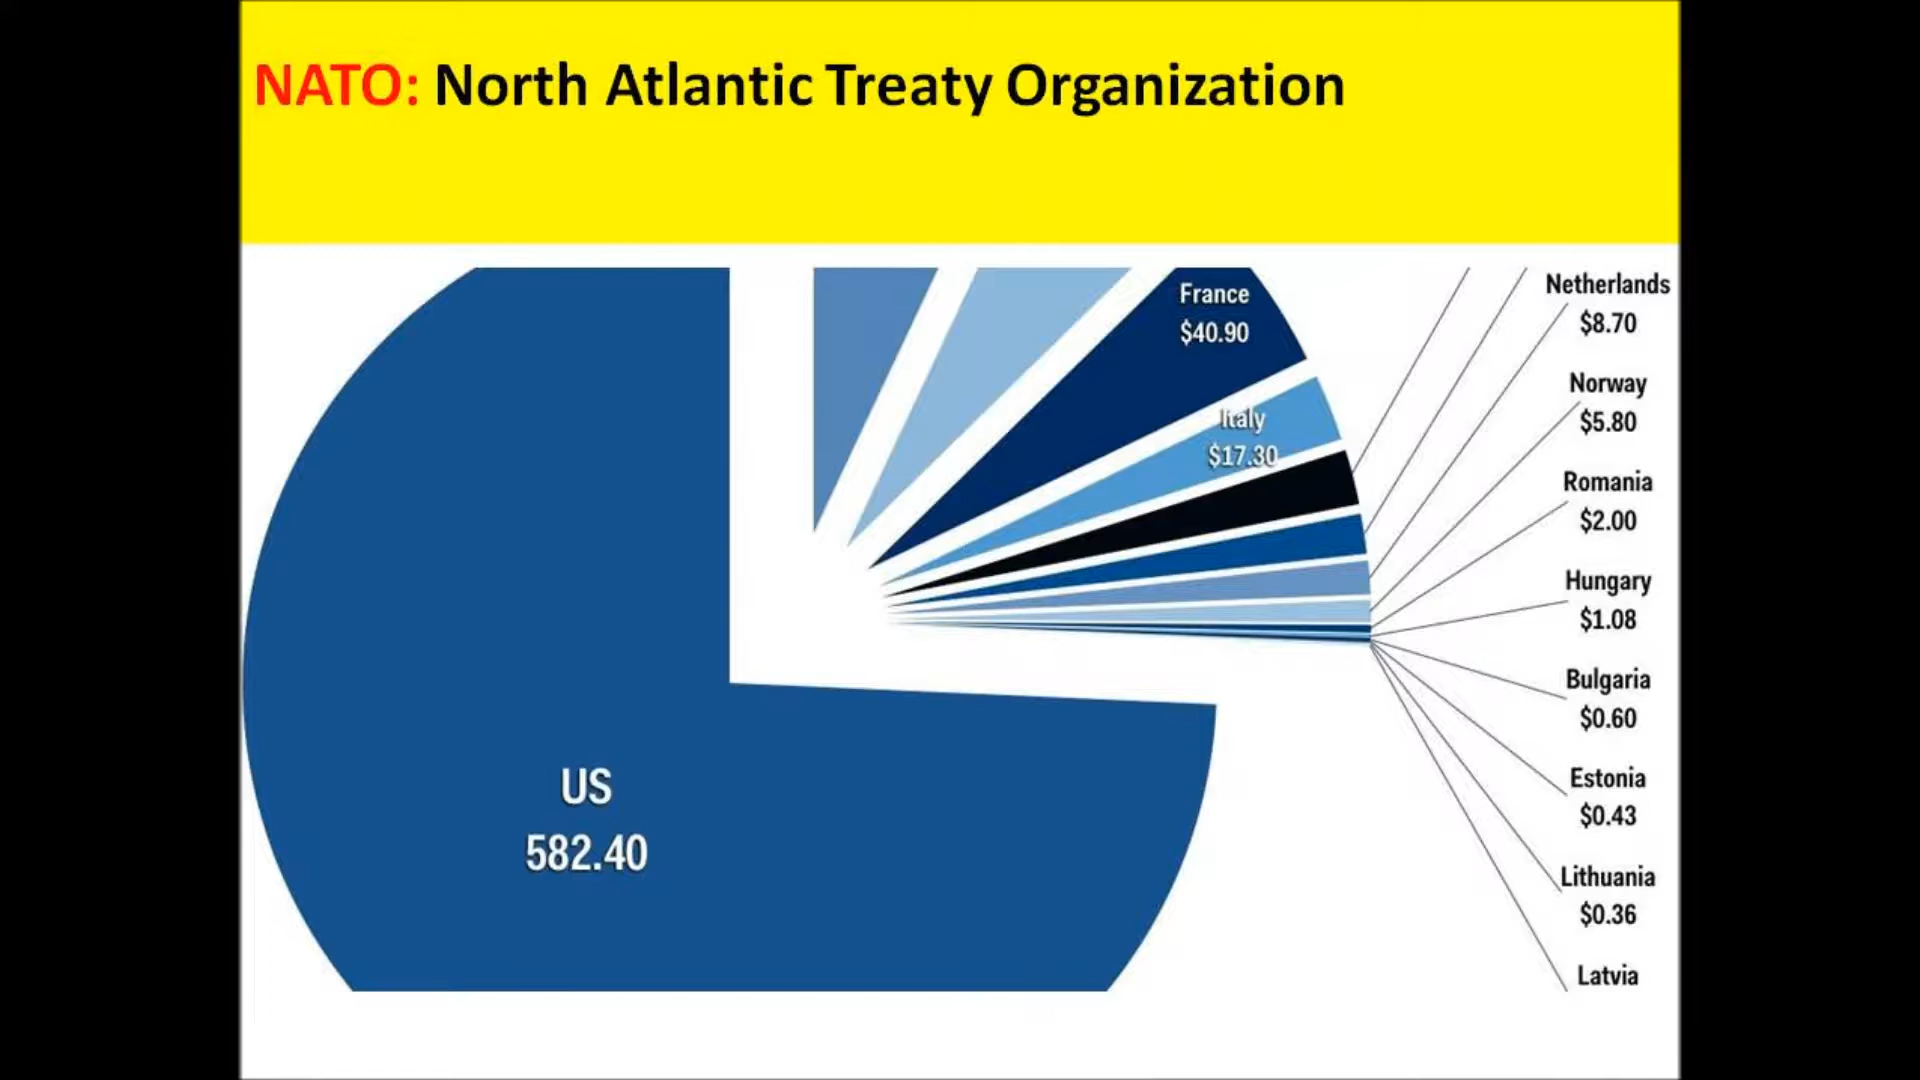 NATO: North Atlantic Treaty Organization
France
$40.90
Italy
$17.30
US
582.40
Netherlands
$8.70
Norway
$5.80
Romania
$2.00
Hungary
$1.08
Bulgaria
$0.60
Estonia
$0.43
Lithuania
$0.36
Latvia